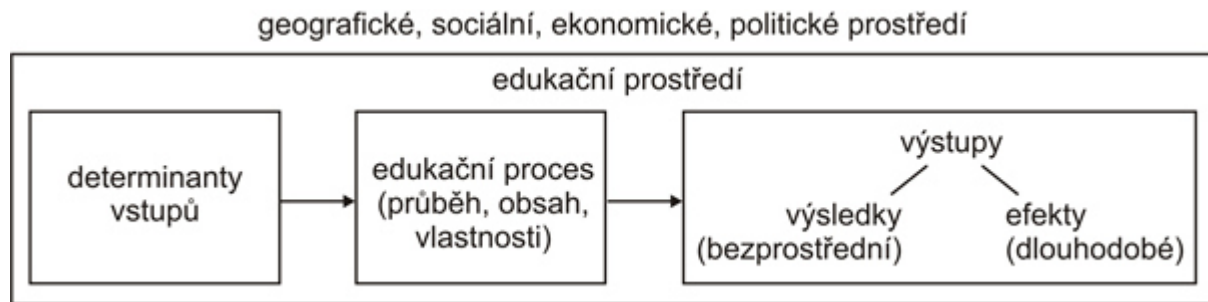 geografické, sociální, ekonomické, politické prostředí
edukační prostředí
determinanty
vstupů
edukační proces
(průběh, obsah,
vlastnosti)
výstupy
výsledky
(bezprostřední)
efekty
(dlouhodobé)